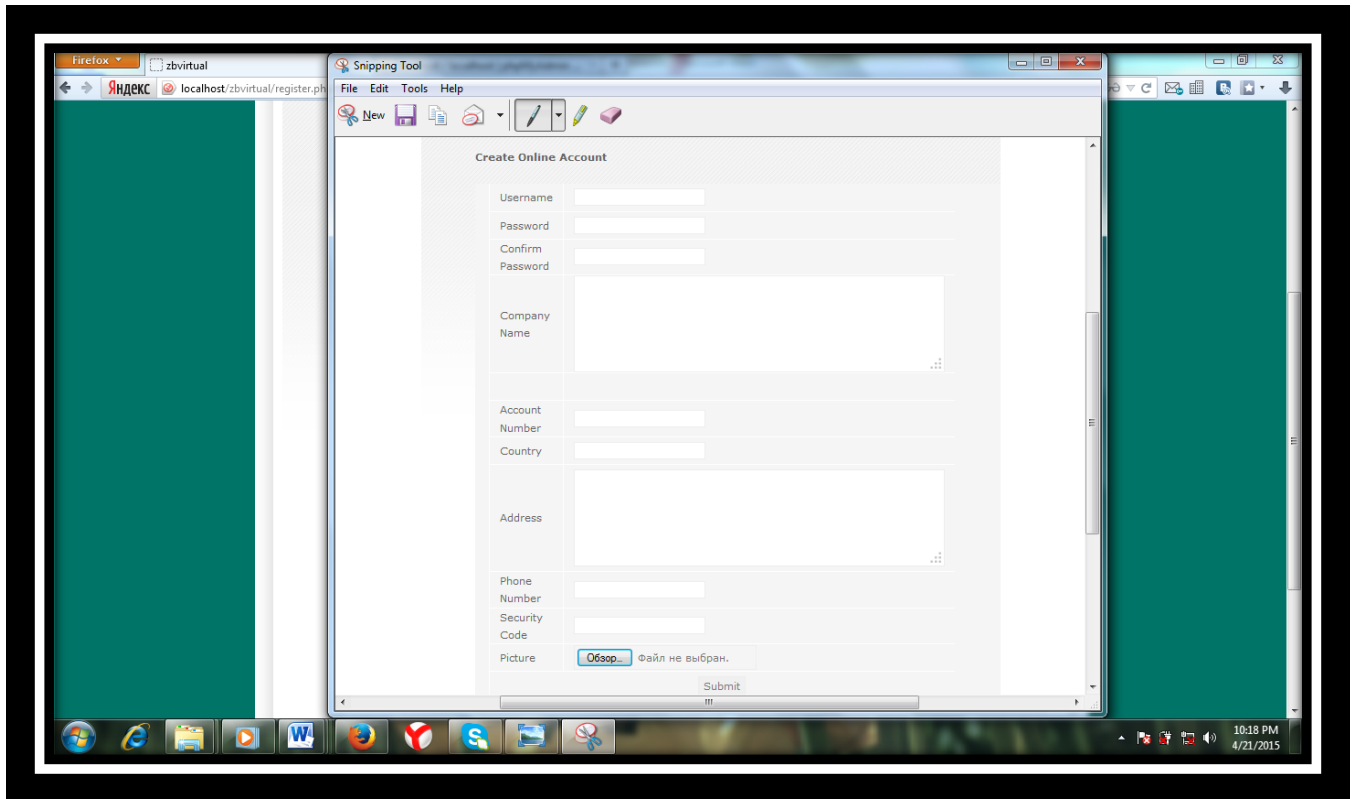 Firefox
zbvirtual
Snipping Tool
Яндекс localhost/zbvirtual/register.ph
File Edit Tools Help
New
Create Online Account
Username
Password
Confirm
Password
Company
Name
Account
Number
Country
Address
Phone
Number
Security
Code
Picture Обзор... Файл не выбран.
Submit
10:18 PM
4/21/2015